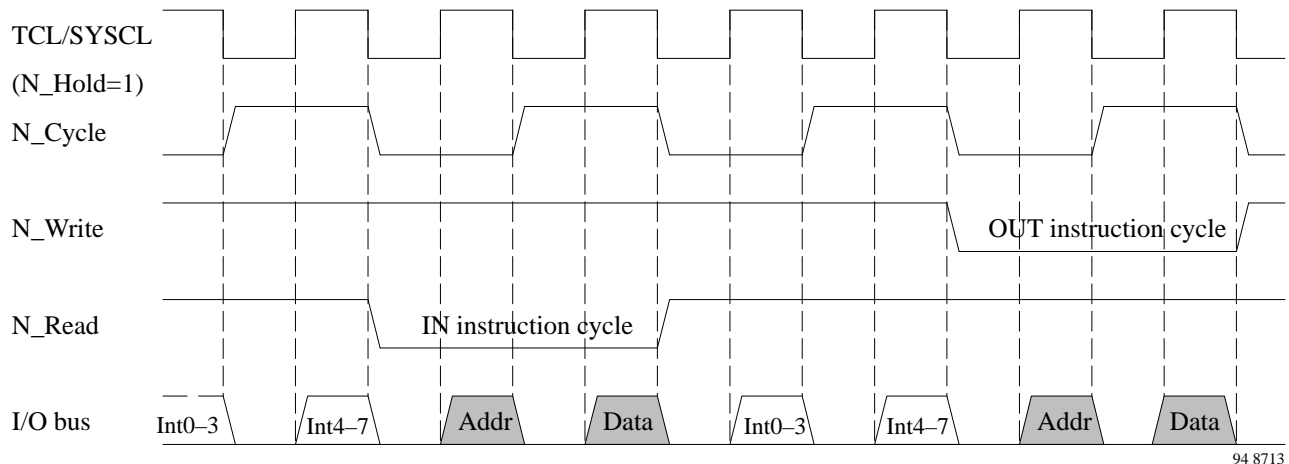 TCL/SYSCL
(N_Hold=1)
N_Cycle
N_Write
OUT instruction cycle
N_Read
IN instruction cycle
I/O bus
Int0–3
Int4–7
Addr
Data
Int0–3
Int4–7
Addr
Data
94 8713